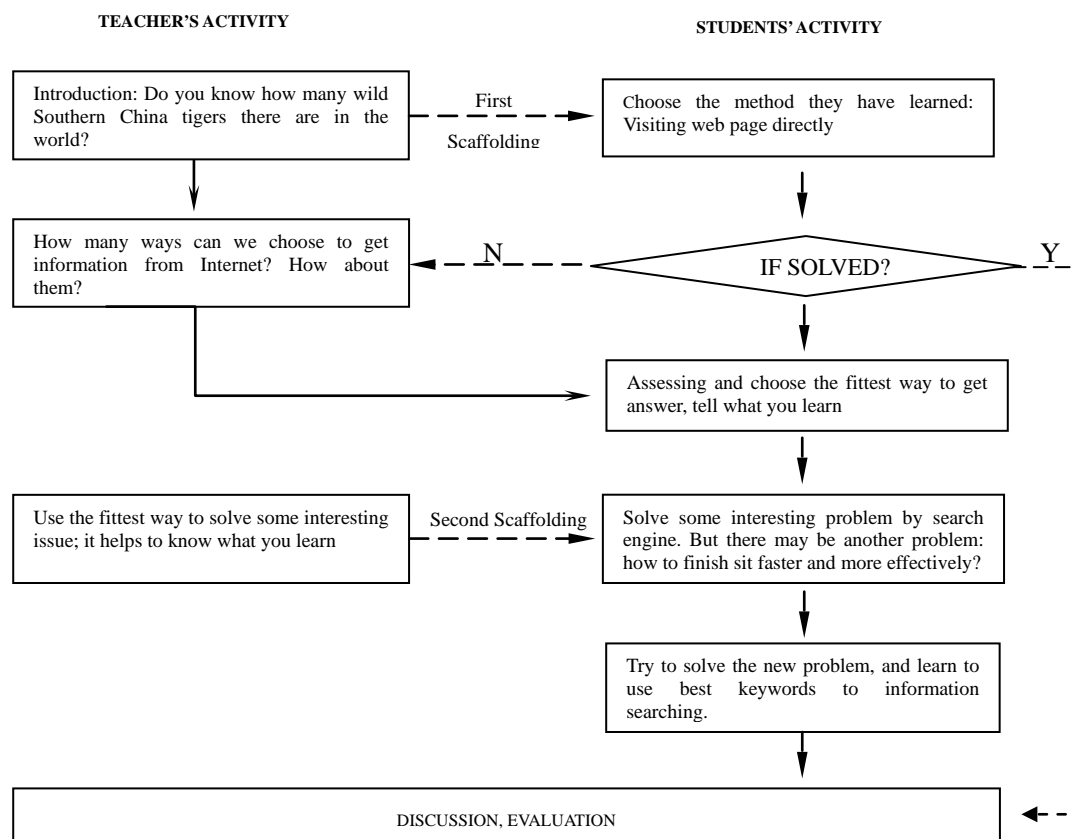 TEACHER'S ACTIVITY
STUDENTS' ACTIVITY
Introduction: Do you know how many wild
Southern China tigers there are in the
world?
First
Scaffolding
Choose the method they have learned:
Visiting web page directly
How many ways can we choose to get
information from Internet? How about
them?
N
IF SOLVED?
Y
Assessing and choose the fittest way to get
answer, tell what you learn
Use the fittest way to solve some interesting
issue; it helps to know what you learn
Second Scaffolding
Solve some interesting problem by search
engine. But there may be another problem:
how to finish sit faster and more effectively?
Try to solve the new problem, and learn to
use best keywords to information
searching.
DISCUSSION, EVALUATION